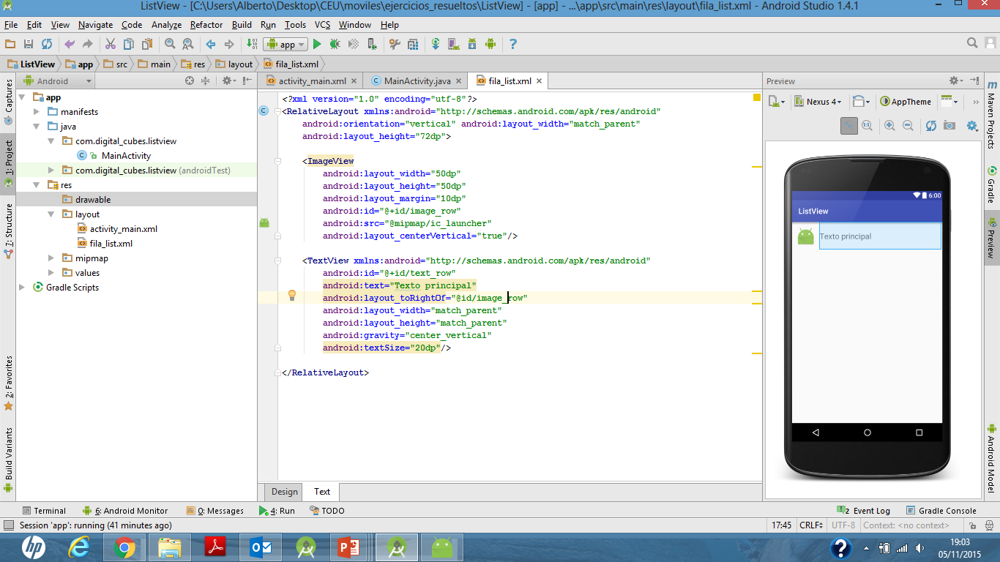 ListView - [C:\Users\Alberto\Desktop\CEU\moviles\ejercicios_resueltos\ListView] - [app] - ...\app\src\main\res\layout\fila_list.xml - Android Studio 1.4.1
File Edit View Navigate Code Analyze Refactor Build Run Tools VCS Window Help
app
ListView app src main res layout fila_list.xml
Android
activity_main.xml MainActivity.java fila_list.xml
Preview
Captures
1: Project
7: Structure
2: Favorites
Build Variants
app
manifests
java
com.digital_cubes.listview
MainActivity
com.digital_cubes.listview (androidTest)
res
drawable
layout
activity_main.xml
fila_list.xml
mipmap
values
Gradle Scripts
<?xml version="1.0" encoding="utf-8"?>
<RelativeLayout xmlns:android="http://schemas.android.com/apk/res/android"
android:orientation="vertical" android:layout_width="match_parent"
android:layout_height="72dp">
<ImageView
android:layout_width="50dp"
android:layout_height="50dp"
android:layout_margin="10dp"
android:id="@+id/image_row"
android:src="@mipmap/ic_launcher"
android:layout_centerVertical="true"/>
<TextView xmlns:android="http://schemas.android.com/apk/res/android"
android:id="@+id/text_row"
android:text="Texto principal"
android:layout_toRightOf="@id/image_row"
android:layout_width="match_parent"
android:layout_height="match_parent"
android:gravity="center_vertical"
android:textSize="20dp"/>
</RelativeLayout>
Design Text
Nexus 4 AppTheme
6:00
ListView
Texto principal
Maven Projects
Gradle
Preview
Android Model
Terminal 6: Android Monitor 0: Messages 4: Run TODO 2 Event Log Gradle Console
Session 'app': running (41 minutes ago) 17:45 CRLF UTF-8 Context: <no context>
19:03
05/11/2015